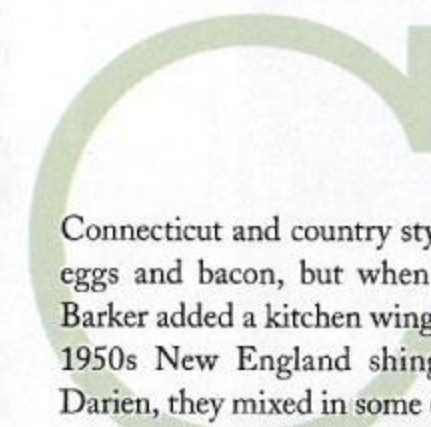 C
Connecticut and country sty
eggs and bacon, but when
Barker added a kitchen wing
1950s New England shing
Darien, they mixed in some